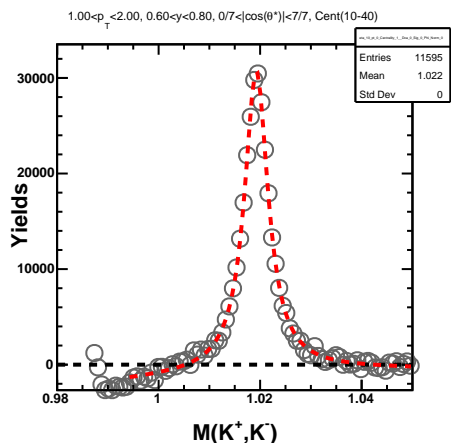 1.00<p_T<2.00, 0.60<y<0.80, 0/7<|cos(θ*)|<7/7, Cent(10-40)
Entries 11595
Mean 1.022
Std Dev 0
Yields
30000
20000
10000
0
0.98
1
1.02
1.04
M(K⁺,K⁻)